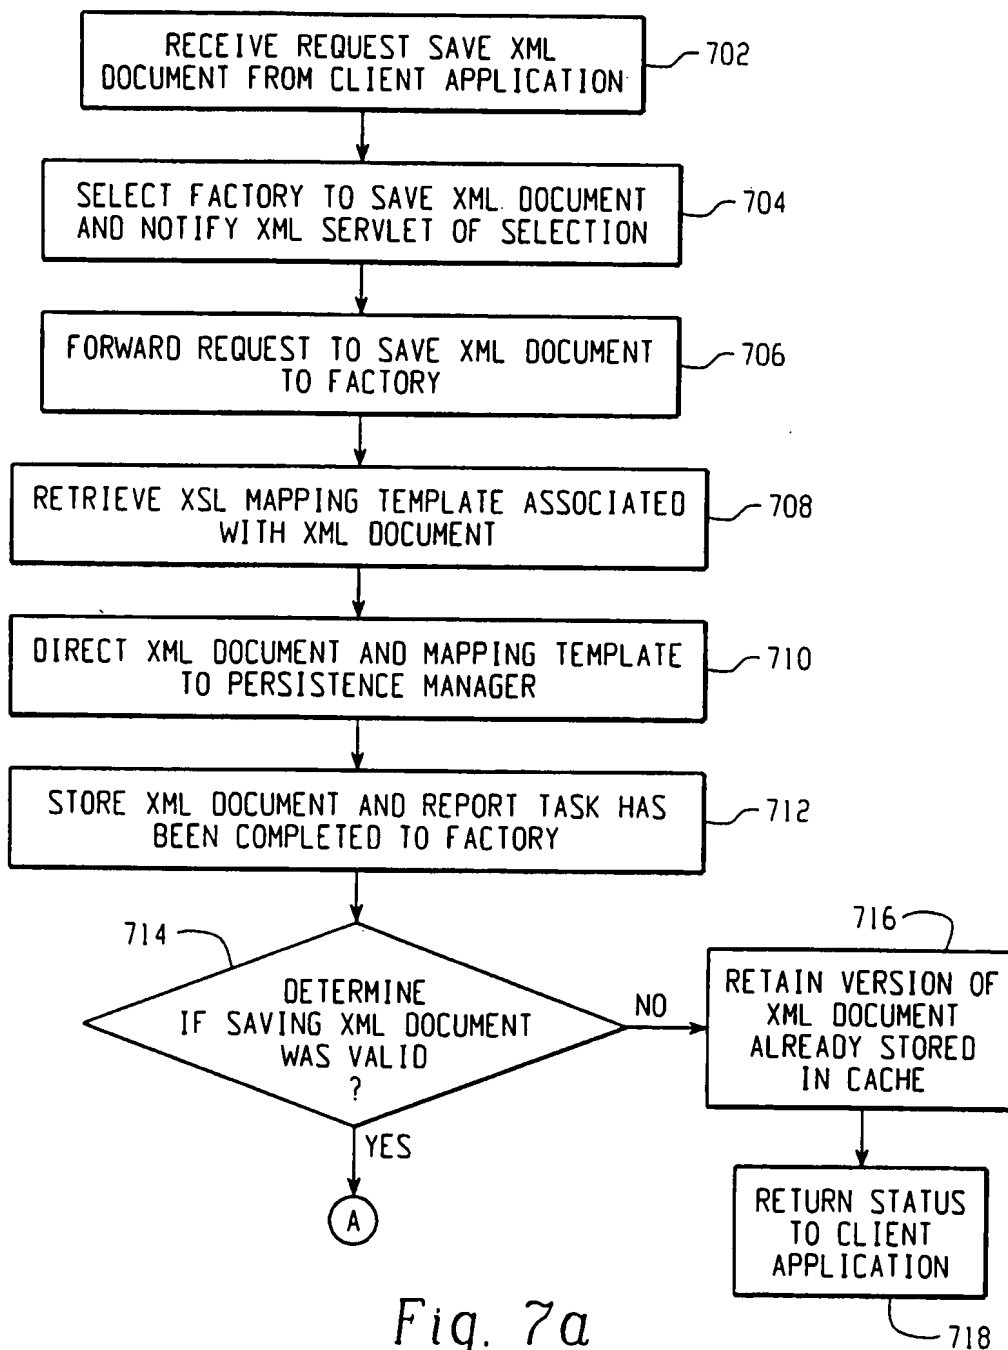 RECEIVE REQUEST SAVE XML
DOCUMENT FROM CLIENT APPLICATION
702
SELECT FACTORY TO SAVE XML DOCUMENT
AND NOTIFY XML SERVLET OF SELECTION
704
FORWARD REQUEST TO SAVE XML DOCUMENT
TO FACTORY
706
RETRIEVE XSL MAPPING TEMPLATE ASSOCIATED
WITH XML DOCUMENT
708
DIRECT XML DOCUMENT AND MAPPING TEMPLATE
TO PERSISTENCE MANAGER
710
STORE XML DOCUMENT AND REPORT TASK HAS
BEEN COMPLETED TO FACTORY
712
714
DETERMINE
IF SAVING XML DOCUMENT
WAS VALID
?
NO
YES
A
716
RETAIN VERSION OF
XML DOCUMENT
ALREADY STORED
IN CACHE
RETURN STATUS
TO CLIENT
APPLICATION
718
Fig. 7a